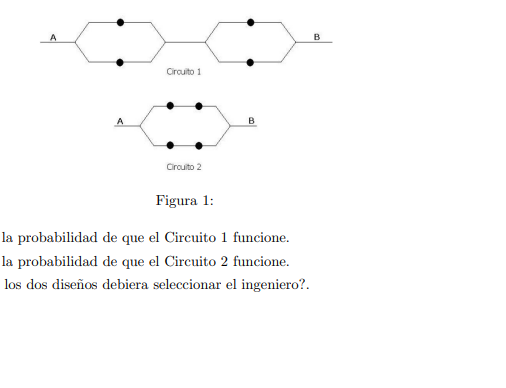 A B
Circuito 1
A B
Circuito 2
Figura 1:
la probabilidad de que el Circuito 1 funcione.
la probabilidad de que el Circuito 2 funcione.
los dos diseños debiera seleccionar el ingeniero?.